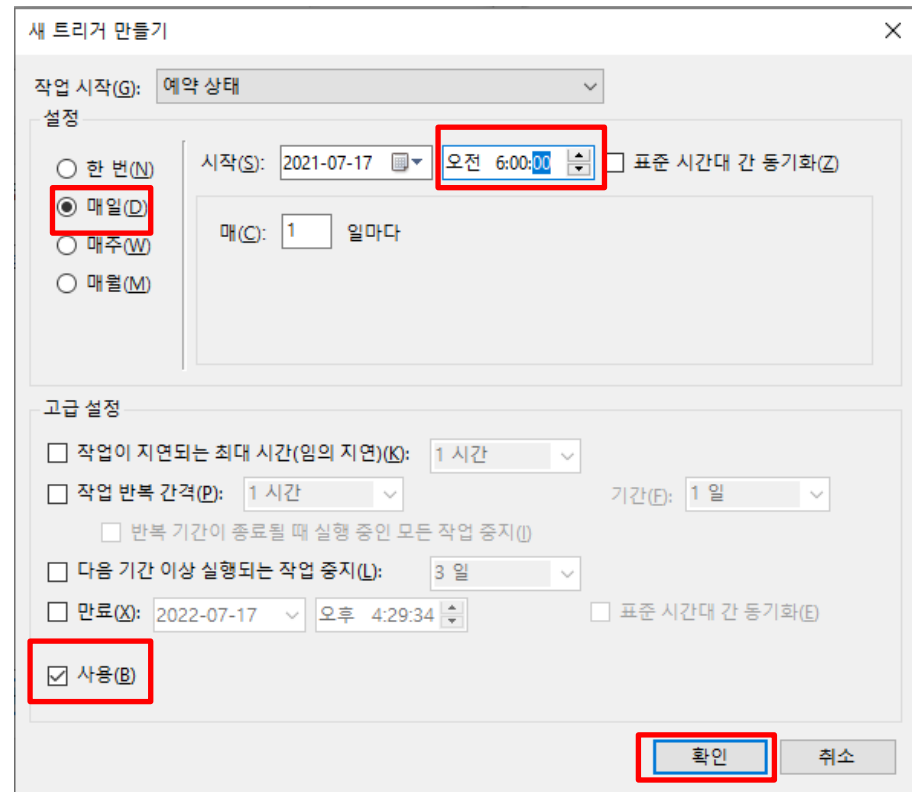 새 트리거 만들기
작업 시작(G): 예약 상태
설정
한 번(N)
매일(D)
매주(W)
매월(M)
시작(S): 2021-07-17 오전 6:00:00 표준 시간대 간 동기화(Z)
매(C): 1 일마다
고급 설정
작업이 지연되는 최대 시간(임의 지연)(K): 1 시간
작업 반복 간격(P): 1 시간 기간(F): 1 일
반복 기간이 종료될 때 실행 중인 모든 작업 중지(I)
다음 기간 이상 실행되는 작업 중지(L): 3 일
만료(X): 2022-07-17 오후 4:29:34 표준 시간대 간 동기화(E)
사용(B)
확인 취소